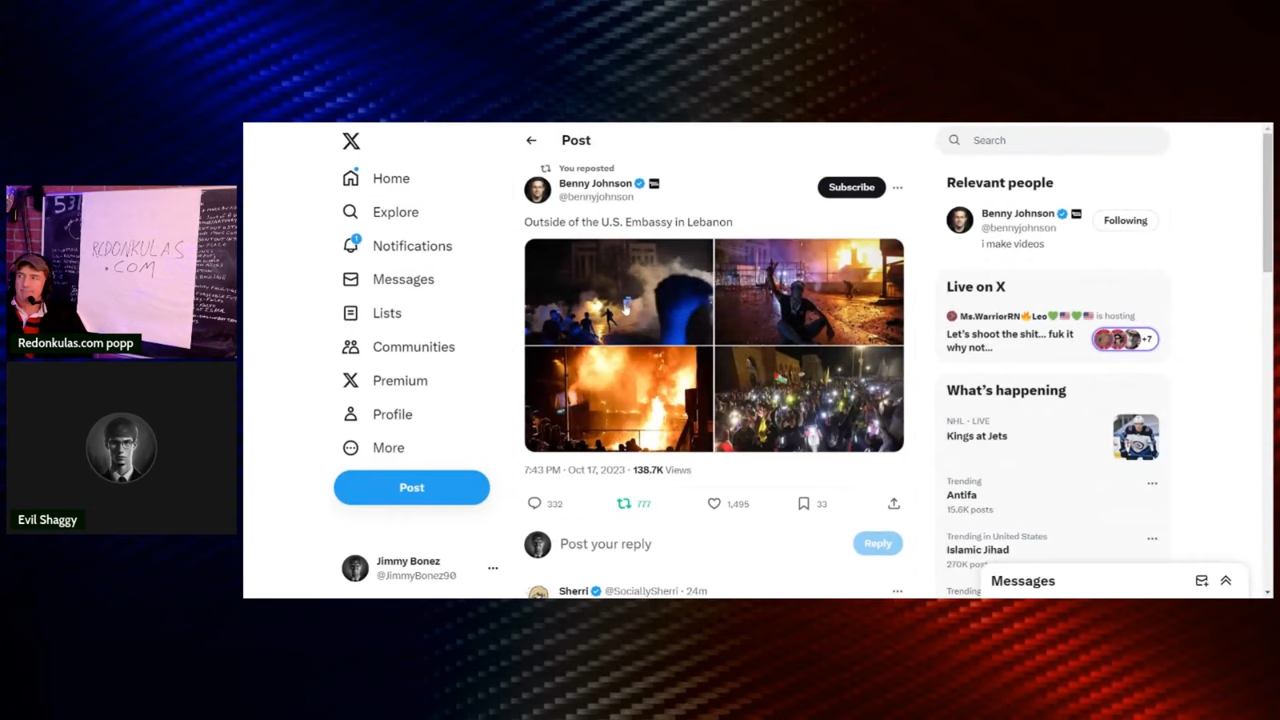 53
REDONKULAS
.COM
Redonkulas.com popp
Evil Shaggy
X
Home
Explore
1
Notifications
Messages
Lists
Communities
Premium
Profile
More
Post
Jimmy Bonez
@JimmyBonez90
Post
You reposted
Benny Johnson
@bennyjohnson
Subscribe
Outside of the U.S. Embassy in Lebanon
7:43 PM · Oct 17, 2023 · 138.7K Views
332
777
1,495
33
Post your reply
Reply
Sherri @SociallySherri · 24m
Search
Relevant people
Benny Johnson
@bennyjohnson
Following
i make videos
Live on X
Ms.WarriorRN🔥Leo💚🇺🇸💚🇺🇸 is hosting
Let's shoot the shit... fuk it
why not...
+7
What's happening
NHL · LIVE
Kings at Jets
Trending
Antifa
15.6K posts
Trending in United States
Islamic Jihad
270K
Trending
Messages